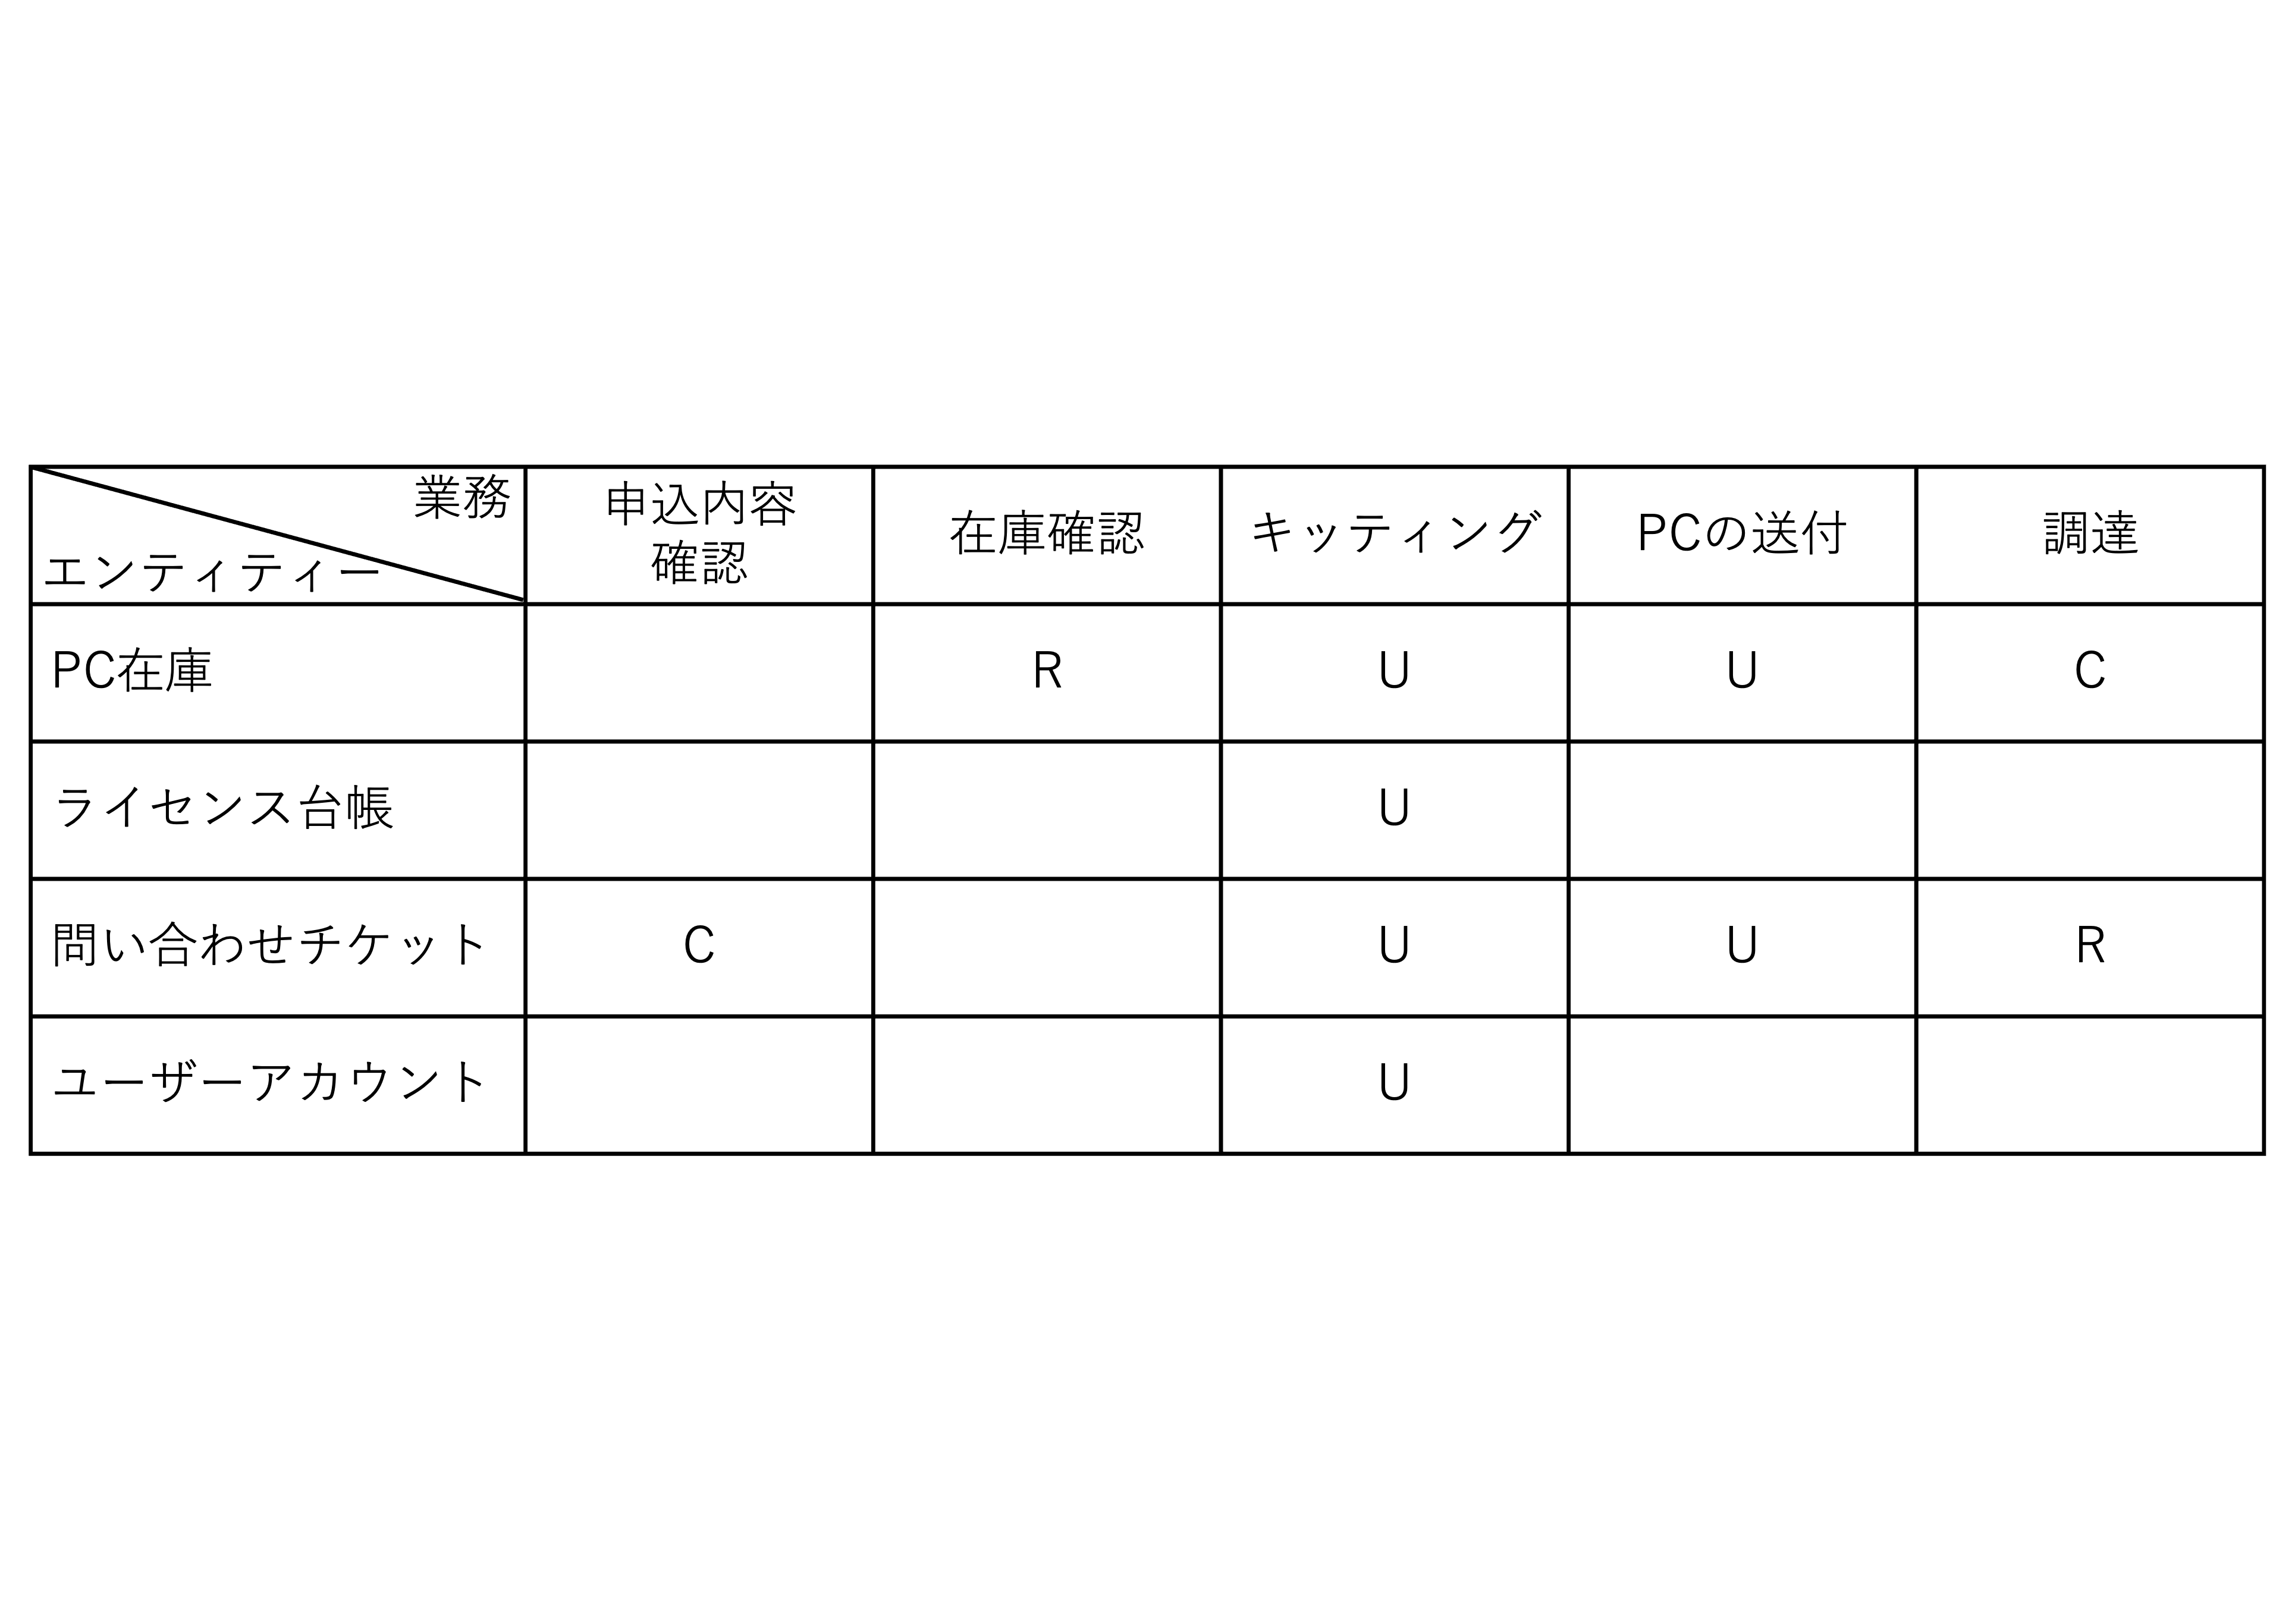 業務
エンティティー
申込内容
確認
在庫確認
キッティング
PCの送付
調達
PC在庫
R
U
U
C
ライセンス台帳
U
問い合わせチケット
C
U
U
R
ユーザーアカウント
U